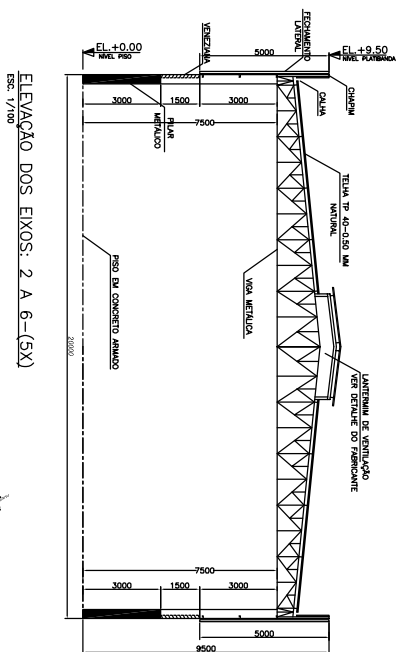 EL.+9.50
NÍVEL PLATIBANDA
CHAPIM
CALHA
FECHAMENTO
LATERAL
5000
VENEZIANA
EL.+0.00
NÍVEL PISO
TELHA TP 40-0.50 MM
NATURAL
LANTERMIM DE VENTILAÇÃO
VER DETALHE DO FABRICANTE
3000
1500
3000
7500
PILAR
METÁLICO
VIGA METÁLICA
PISO EM CONCRETO ARMADO
20000
7500
3000
1500
3000
5000
9500
ELEVAÇÃO DOS EIXOS: 2 A 6-(5X)
ESC. 1/100